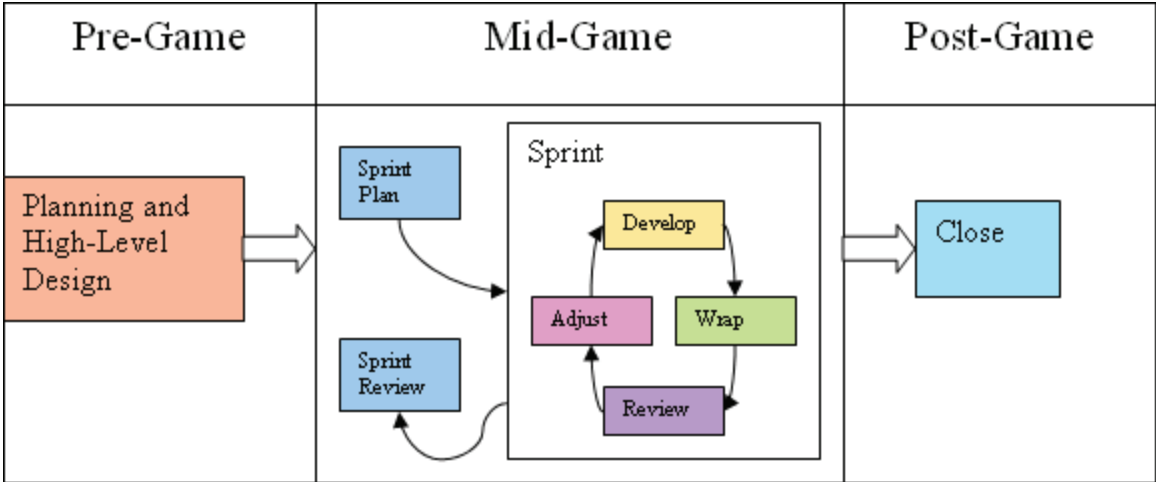 Pre-Game
Mid-Game
Post-Game
Planning and
High-Level
Design
Sprint
Plan
Sprint
Review
Sprint
Develop
Adjust
Wrap
Review
Close